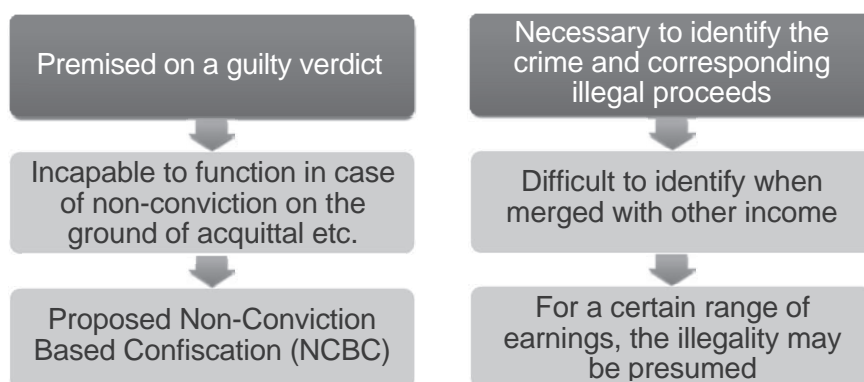 Premised on a guilty verdict
Incapable to function in case
of non-conviction on the
ground of acquittal etc.
Proposed Non-Conviction
Based Confiscation (NCBC)
Necessary to identify the
crime and corresponding
illegal proceeds
Difficult to identify when
merged with other income
For a certain range of
earnings, the illegality may
be presumed